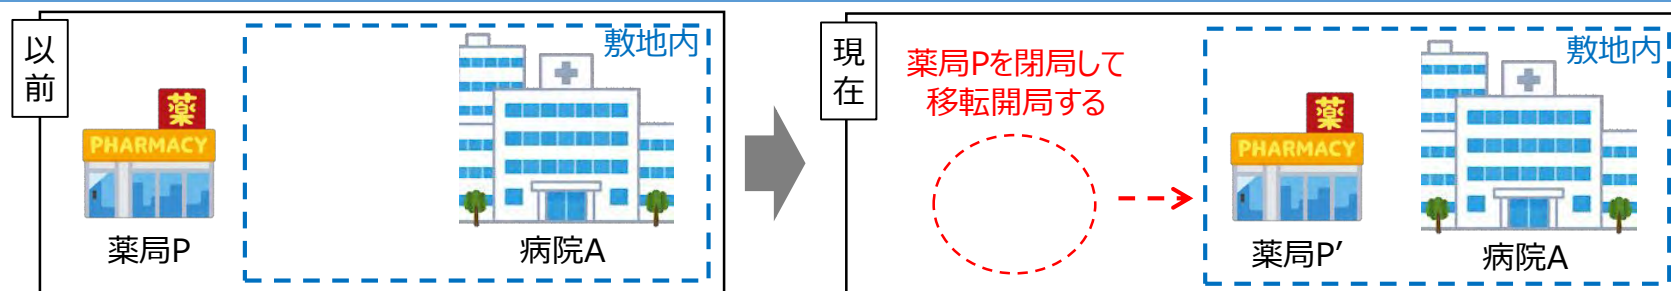 以
前
敷地内
薬
PHARMACY
薬局P
病院A
現
在
薬局Pを閉局して
移転開局する
敷地内
薬
PHARMACY
薬局P′
病院A